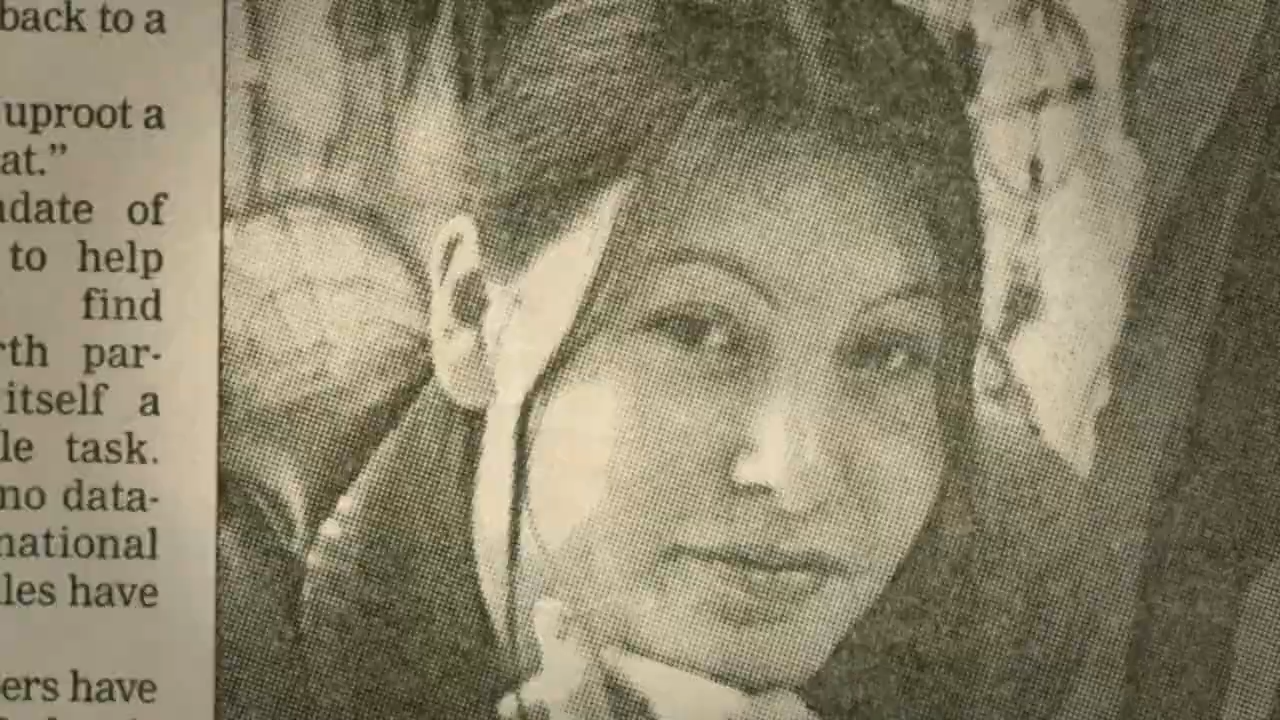 back to a
uproot a
at.”
date of
to help
find
rth par-
itself a
le task.
no data-
national
les have
ers have